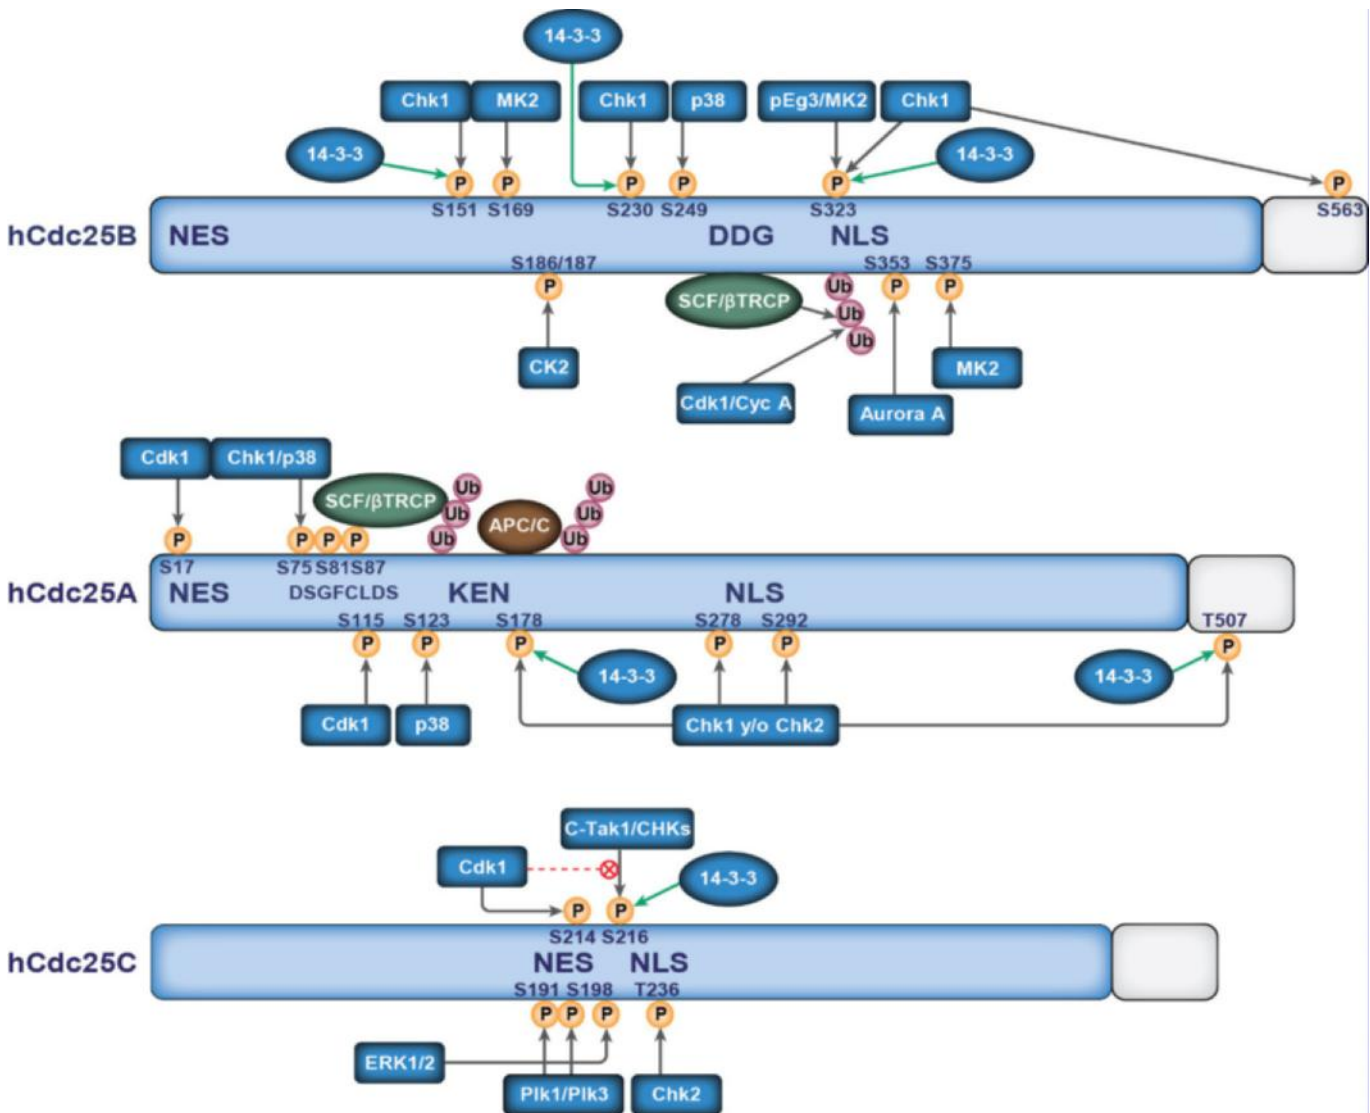 14-3-3
Chk1 MK2 Chk1 p38 pEg3/MK2 Chk1
14-3-3 14-3-3
P P P P P P
S151 S169 S230 S249 S323 S563
hCdc25B NES DDG NLS
S186/187 S353 S375
P Ub P P
SCF/βTRCP Ub
Ub
CK2 MK2
Cdk1/Cyc A Aurora A
Cdk1 Chk1/p38
SCF/βTRCP Ub Ub
Ub Ub
P P P P Ub APC/C Ub
S17 S75 S81 S87
hCdc25A NES DSGFCLDS KEN NLS
S115 S123 S178 S278 S292 T507
P P P P P P
14-3-3 14-3-3
Cdk1 p38 Chk1 y/o Chk2
C-Tak1/CHKs
Cdk1 14-3-3
P P
S214 S216
hCdc25C NES NLS
S191 S198 T236
P P P P
ERK1/2
Plk1/Plk3 Chk2